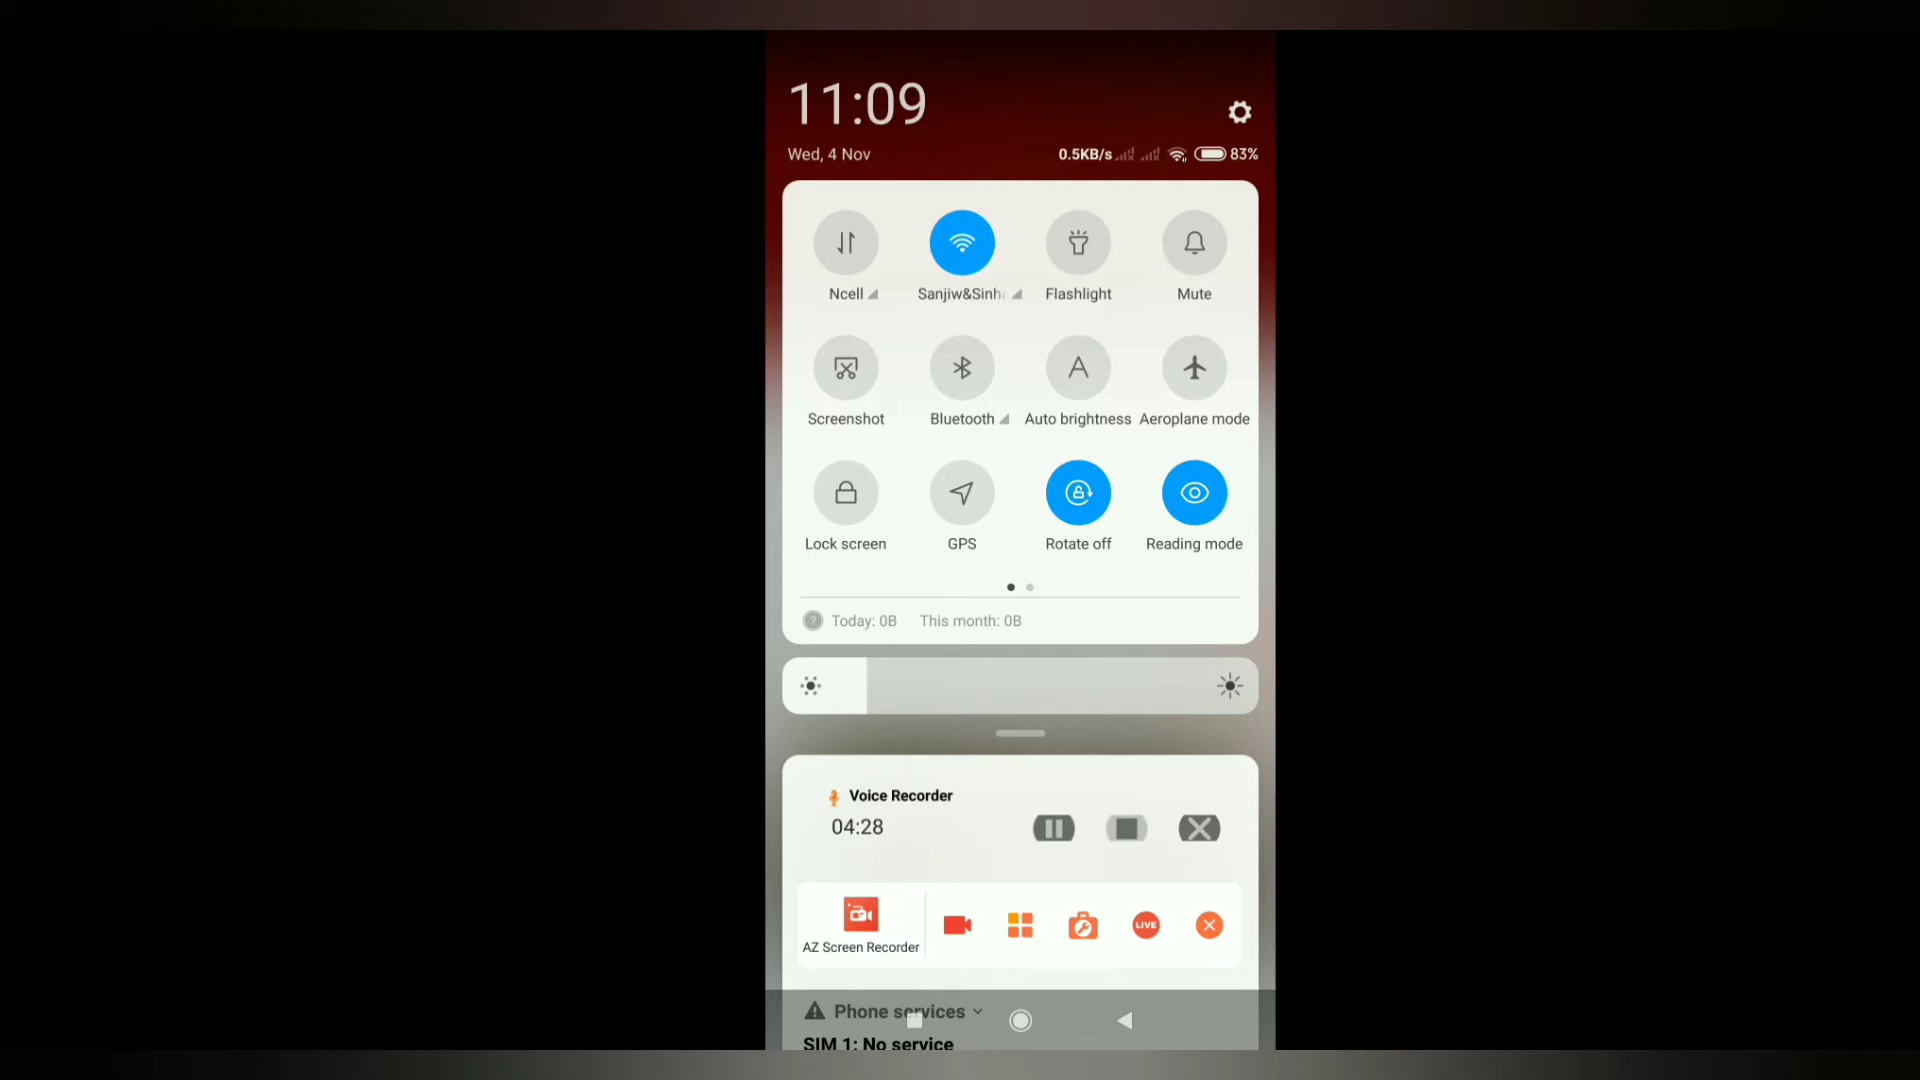 11:09
Wed, 4 Nov
0.5KB/s 83%
Ncell Sanjiw&Sinha Flashlight Mute
Screenshot Bluetooth Auto brightness Aeroplane mode
Lock screen GPS Rotate off Reading mode
Today: 0B This month: 0B
Voice Recorder
04:28
AZ Screen Recorder
LIVE
Phone services
SIM 1: No service